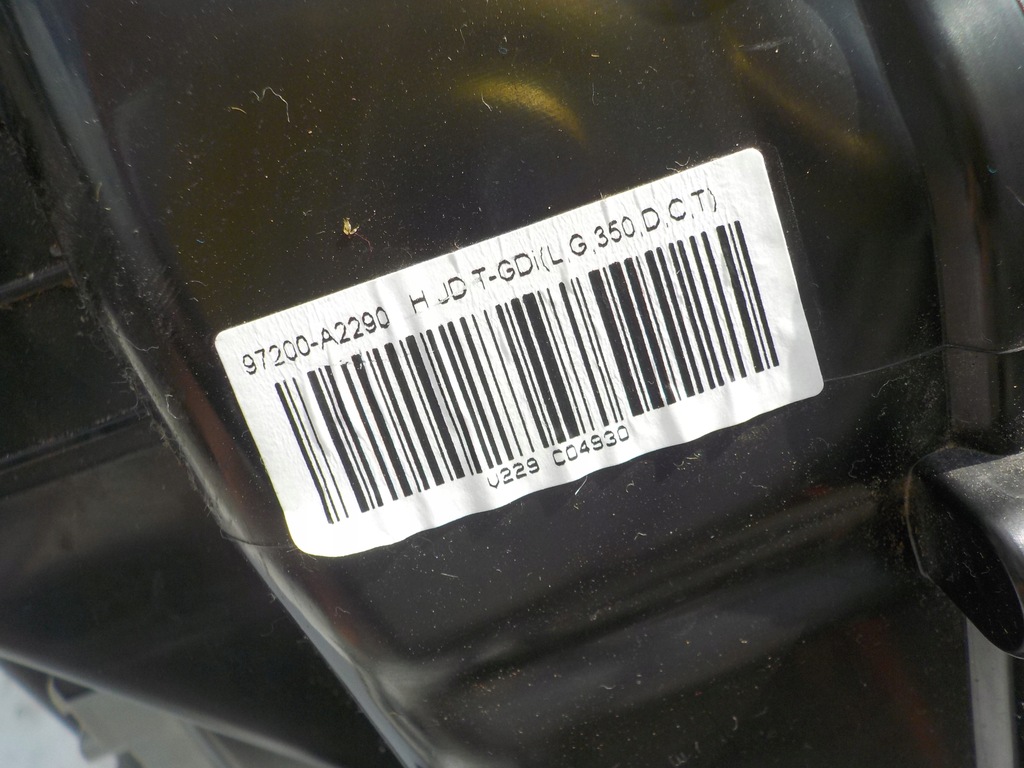 97200-A2290 H JD T-GDI(L,G,350,D,C,T)
V229 C04930